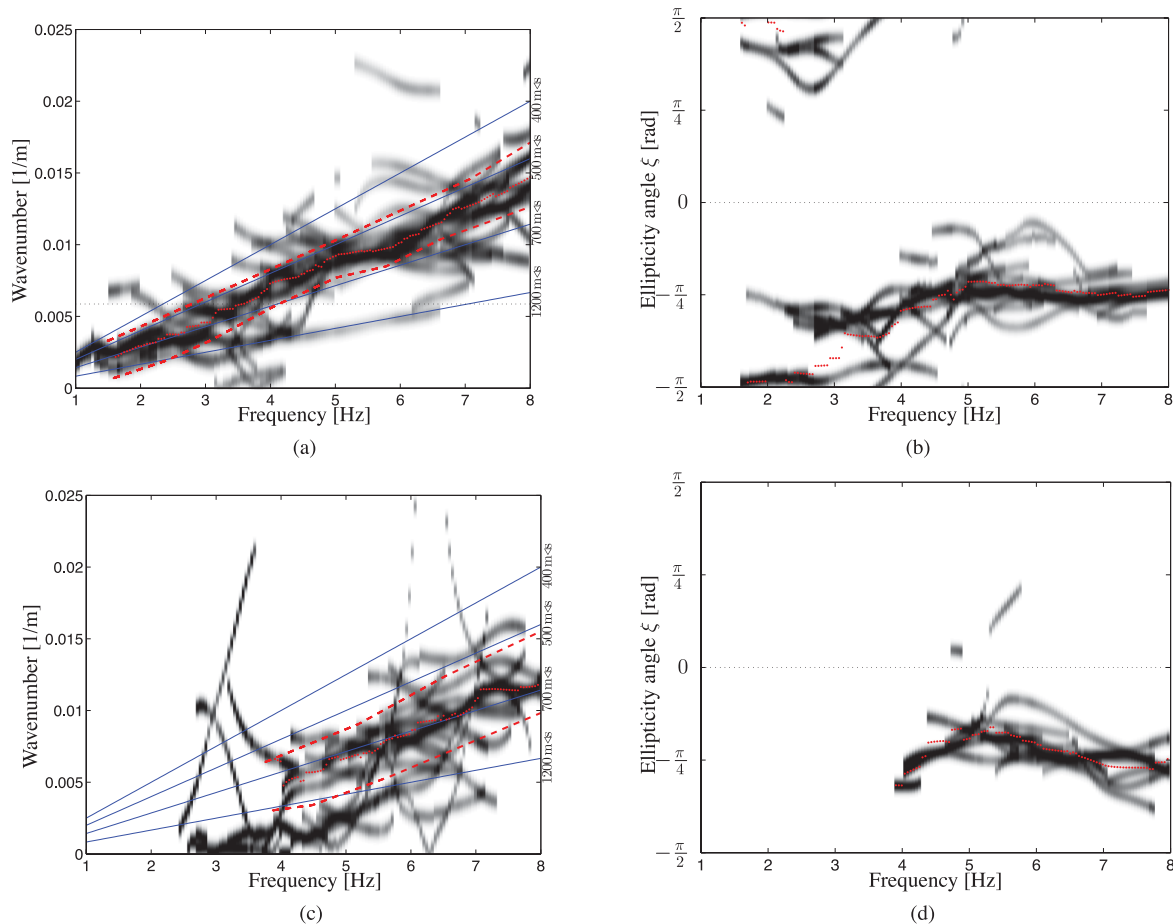 0.025
0.02
0.015
0.01
0.005
0
Wavenumber [1/m]
1 2 3 4 5 6 7 8
Frequency [Hz]
400 m<s
500 m<s
700 m<s
1200 m<s
(a)
π/2
π/4
0
−π/4
−π/2
Ellipticity angle ξ [rad]
1 2 3 4 5 6 7 8
Frequency [Hz]
(b)
0.025
0.02
0.015
0.01
0.005
0
Wavenumber [1/m]
1 2 3 4 5 6 7 8
Frequency [Hz]
400 m<s
500 m<s
700 m<s
1200 m<s
(c)
π/2
π/4
0
−π/4
−π/2
Ellipticity angle ξ [rad]
1 2 3 4 5 6 7 8
Frequency [Hz]
(d)